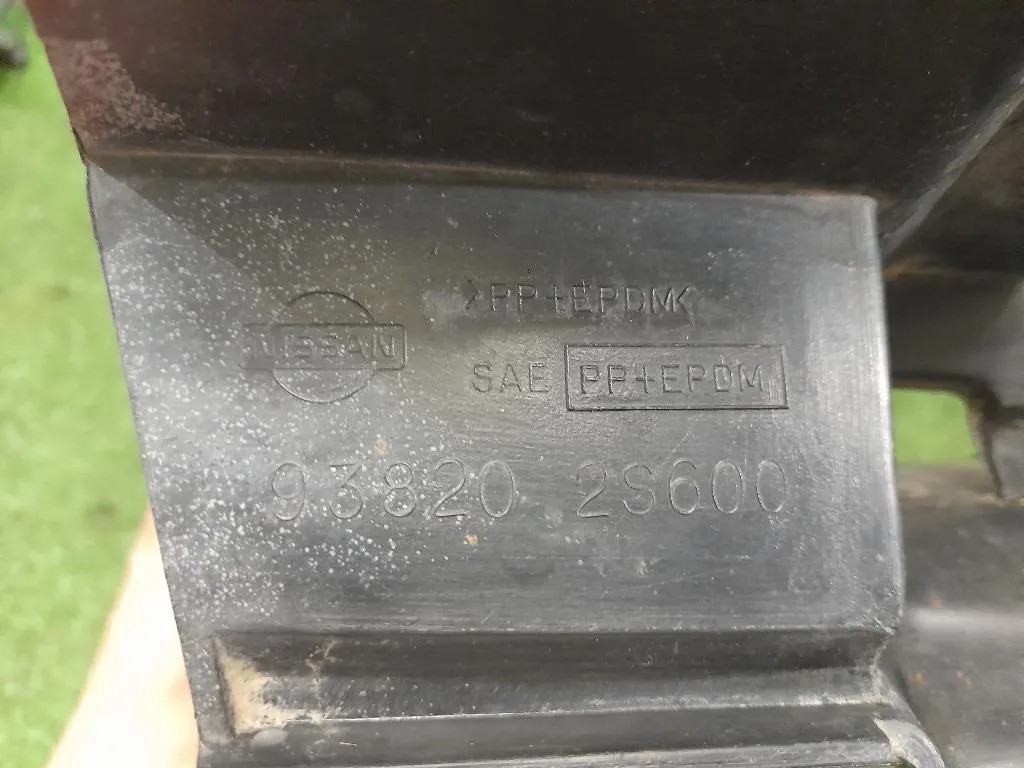 NISSAN
>PP+EPDM<
SAE PP+EPDM
93820 2S600